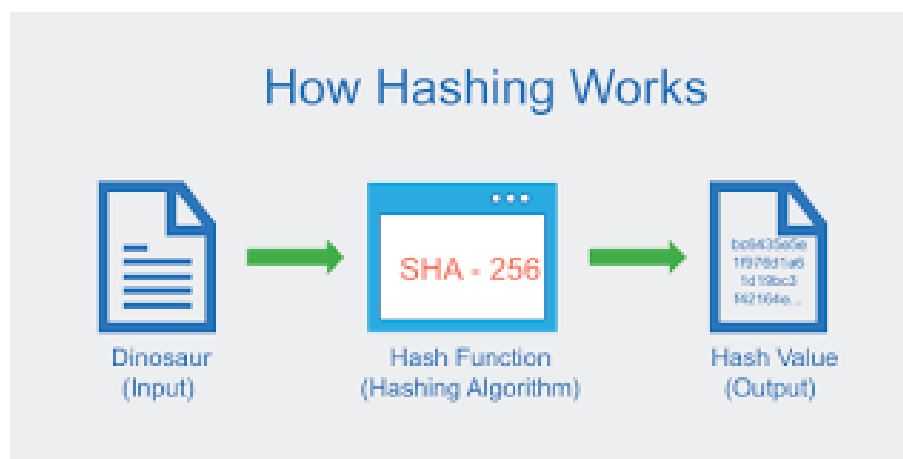 How Hashing Works
SHA - 256
Dinosaur
(Input)
Hash Function
(Hashing Algorithm)
Hash Value
(Output)